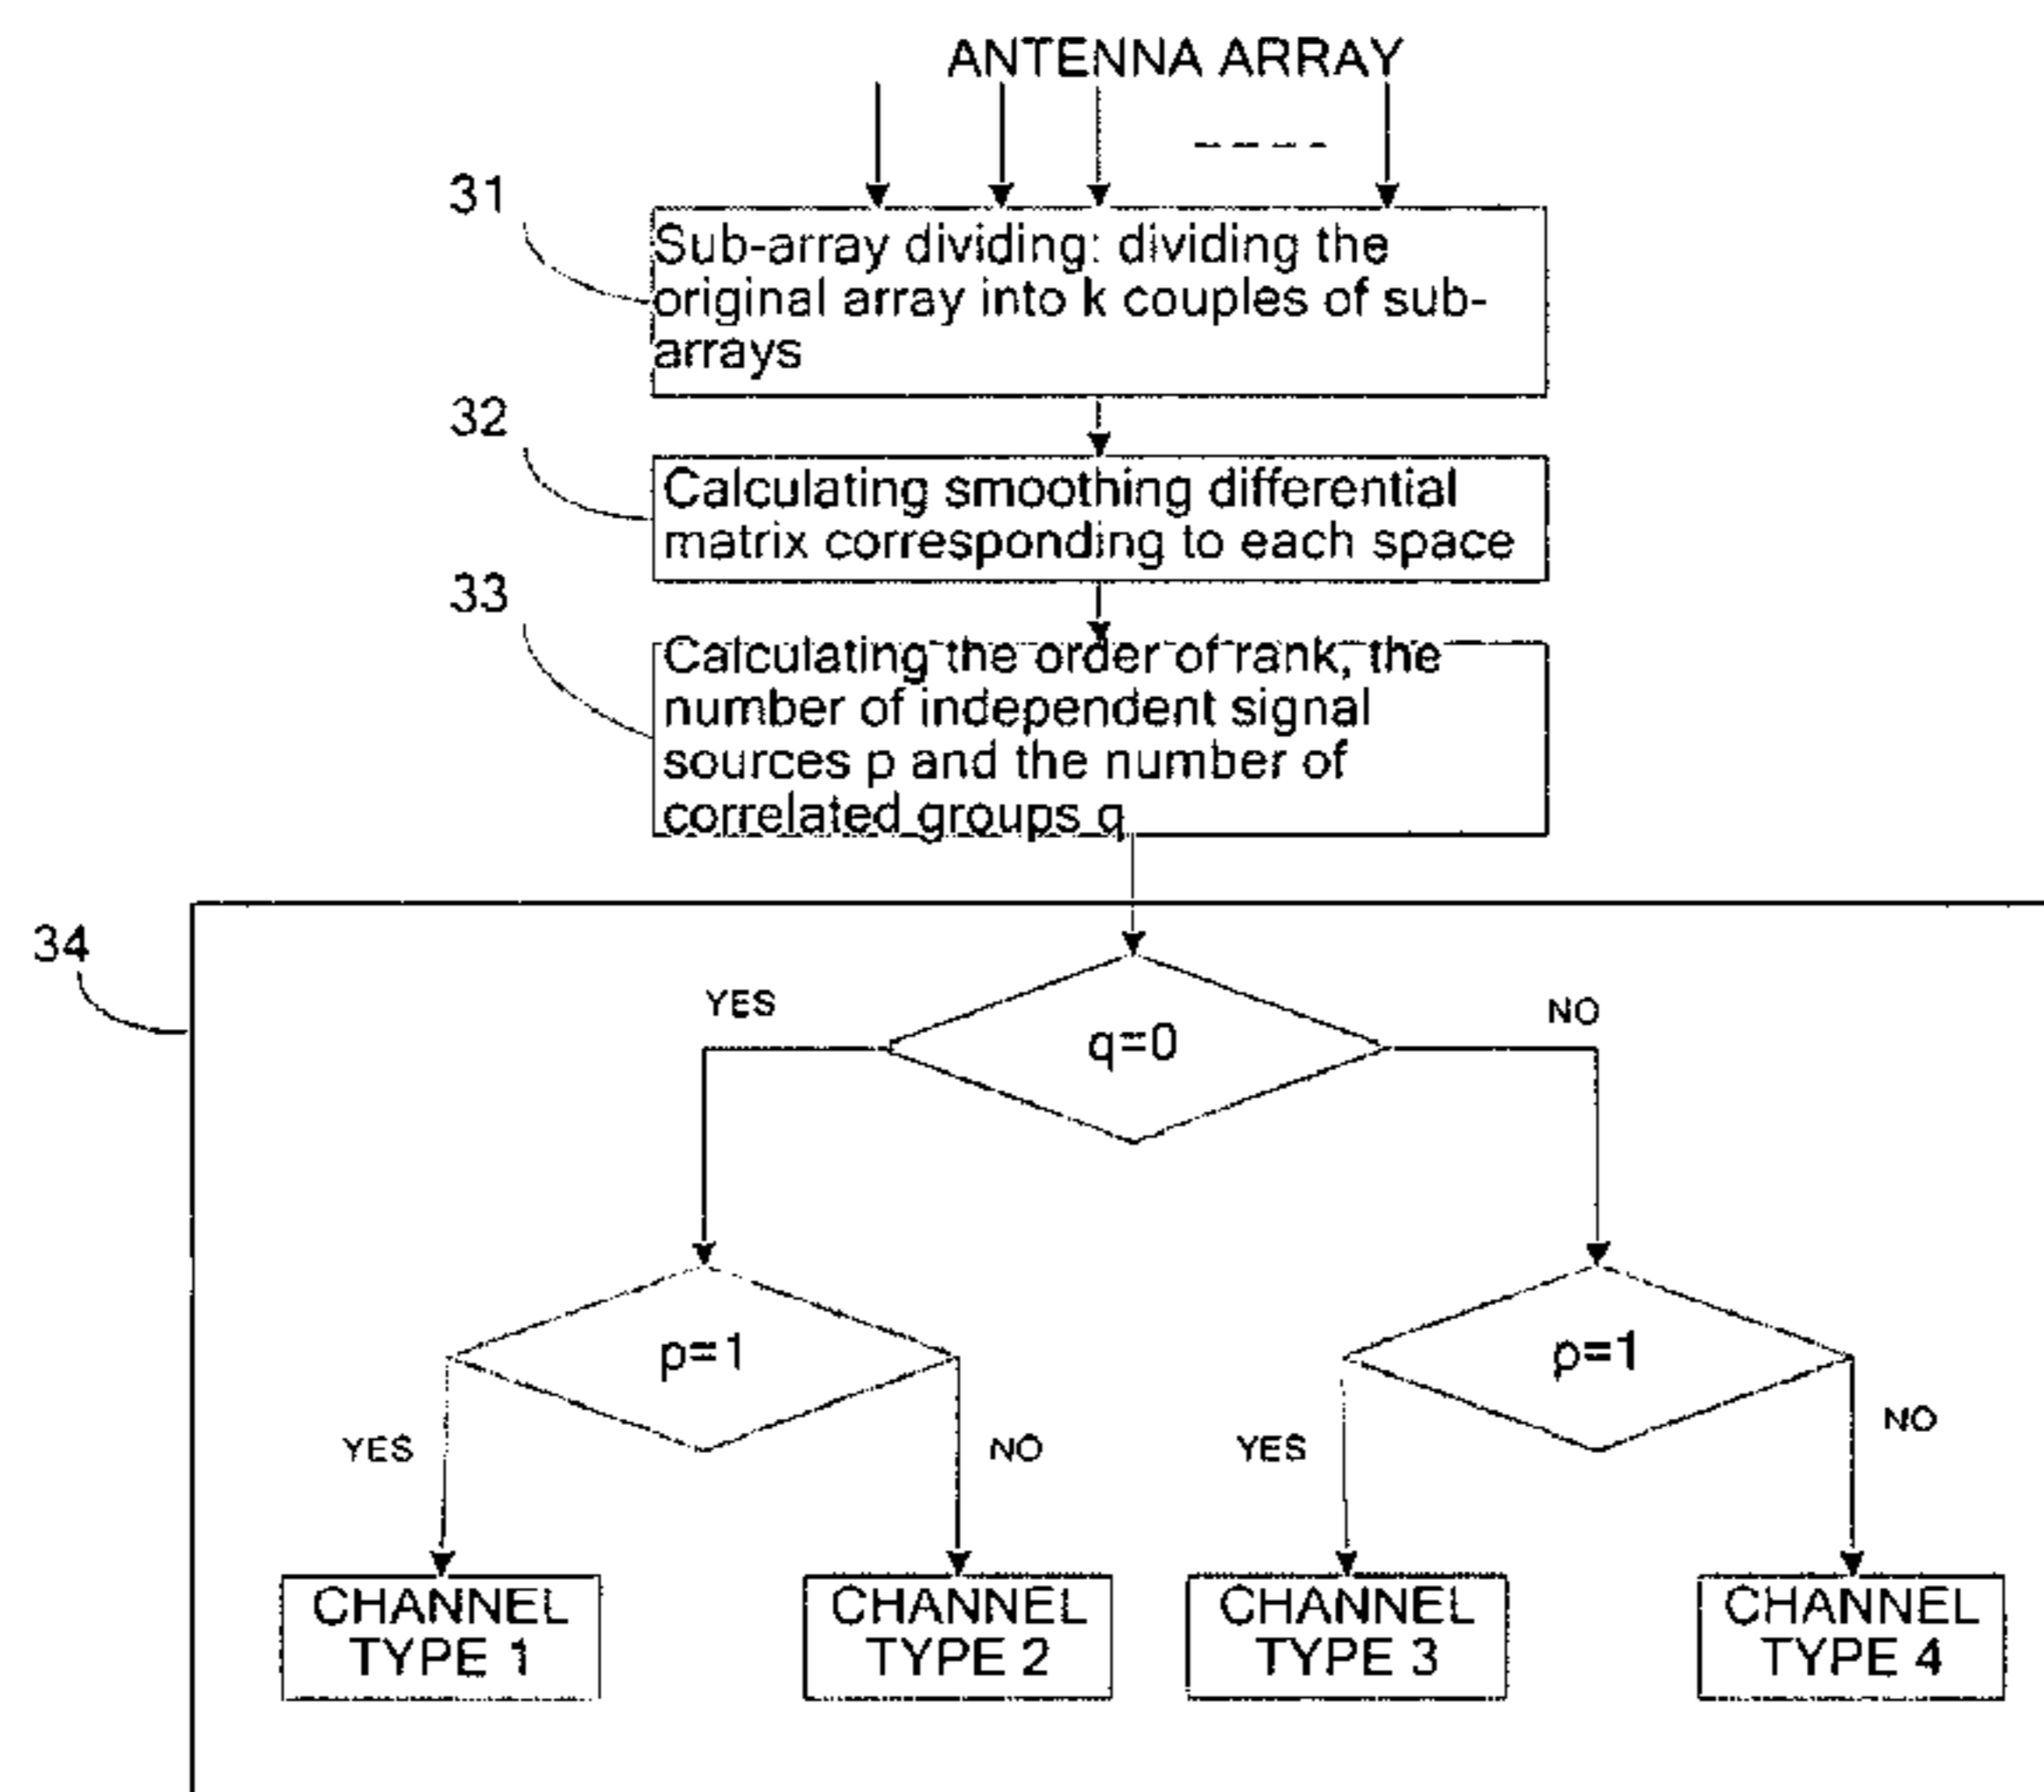 ANTENNA ARRAY
31
Sub-array dividing: dividing the
original array into k couples of sub-
arrays
32
Calculating smoothing differential
matrix corresponding to each space
33
Calculating the order of rank, the
number of independent signal
sources p and the number of
correlated groups q
34
YES
q=0
NO
p=1
YES
NO
p=1
YES
NO
CHANNEL
TYPE 1
CHANNEL
TYPE 2
CHANNEL
TYPE 3
CHANNEL
TYPE 4